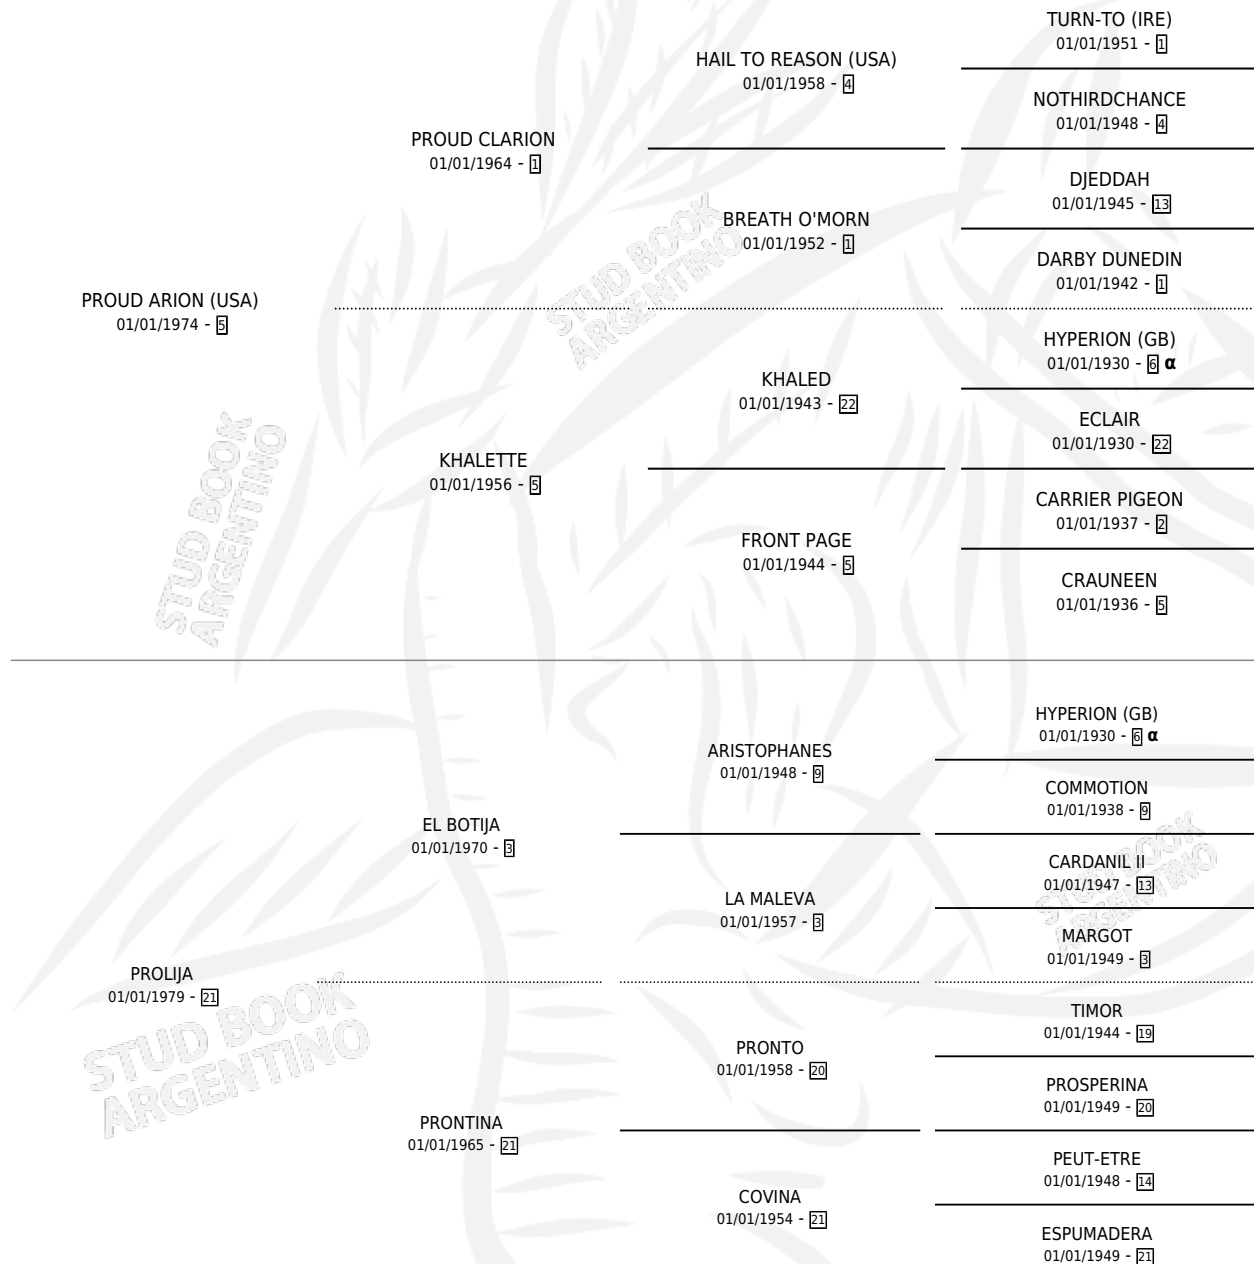 TURN-TO (IRE)
01/01/1951 - 1
HAIL TO REASON (USA)
01/01/1958 - 4
NOTHIRDCHANCE
01/01/1948 - 4
PROUD CLARION
01/01/1964 - 1
DJEDDAH
01/01/1945 - 13
BREATH O'MORN
01/01/1952 - 1
DARBY DUNEDIN
01/01/1942 - 1
PROUD ARION (USA)
01/01/1974 - 5
HYPERION (GB)
01/01/1930 - 6 α
KHALED
01/01/1943 - 22
ECLAIR
01/01/1930 - 22
KHALETTE
01/01/1956 - 5
CARRIER PIGEON
01/01/1937 - 2
FRONT PAGE
01/01/1944 - 5
CRAUNEEN
01/01/1936 - 5
HYPERION (GB)
01/01/1930 - 6 α
ARISTOPHANES
01/01/1948 - 9
COMMOTION
01/01/1938 - 9
EL BOTIJA
01/01/1970 - 3
CARDANIL II
01/01/1947 - 13
LA MALEVA
01/01/1957 - 3
MARGOT
01/01/1949 - 3
PROLIJA
01/01/1979 - 21
TIMOR
01/01/1944 - 19
PRONTO
01/01/1958 - 20
PROSPERINA
01/01/1949 - 20
PRONTINA
01/01/1965 - 21
PEUT-ETRE
01/01/1948 - 14
COVINA
01/01/1954 - 21
ESPUMADERA
01/01/1949 - 21
STUD BOOK
ARGENTINO
STUD BOOK
ARGENTINO
STUD BOOK
ARGENTINO
STUD BOOK
ARGENTINO